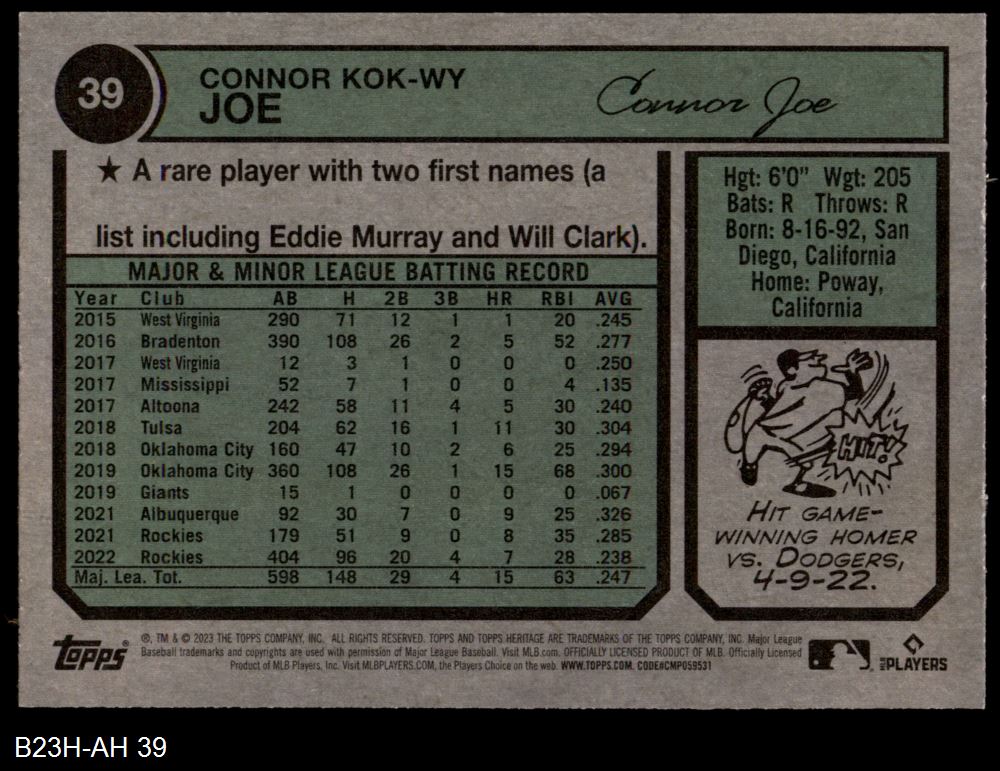 39
CONNOR KOK-WY
JOE
Connor Joe
★ A rare player with two first names (a
list including Eddie Murray and Will Clark).
MAJOR & MINOR LEAGUE BATTING RECORD
Year Club AB H 2B 3B HR RBI AVG
2015 West Virginia 290 71 12 1 1 20 .245
2016 Bradenton 390 108 26 2 5 52 .277
2017 West Virginia 12 3 1 0 0 0 .250
2017 Mississippi 52 7 1 0 0 4 .135
2017 Altoona 242 58 11 4 5 30 .240
2018 Tulsa 204 62 16 1 11 30 .304
2018 Oklahoma City 160 47 10 2 6 25 .294
2019 Oklahoma City 360 108 26 1 15 68 .300
2019 Giants 15 1 0 0 0 0 .067
2021 Albuquerque 92 30 7 0 9 25 .326
2021 Rockies 179 51 9 0 8 35 .285
2022 Rockies 404 96 20 4 7 28 .238
Maj. Lea. Tot. 598 148 29 4 15 63 .247
Hgt: 6'0" Wgt: 205
Bats: R Throws: R
Born: 8-16-92, San
Diego, California
Home: Poway,
California
HIT!
HIT GAME-
WINNING HOMER
VS. DODGERS,
4-9-22.
Topps®
®, TM & © 2023 THE TOPPS COMPANY, INC. ALL RIGHTS RESERVED. TOPPS AND TOPPS HERITAGE ARE TRADEMARKS OF THE TOPPS COMPANY, INC. Major League
Baseball trademarks and copyrights are used with permission of Major League Baseball. Visit MLB.com. OFFICIALLY LICENSED PRODUCT OF MLB. Officially Licensed
Product of MLB Players, Inc. Visit MLBPLAYERS.COM, the Players Choice on the web. WWW.TOPPS.COM. CODE#CMP059531
MLB PLAYERS
B23H-AH 39